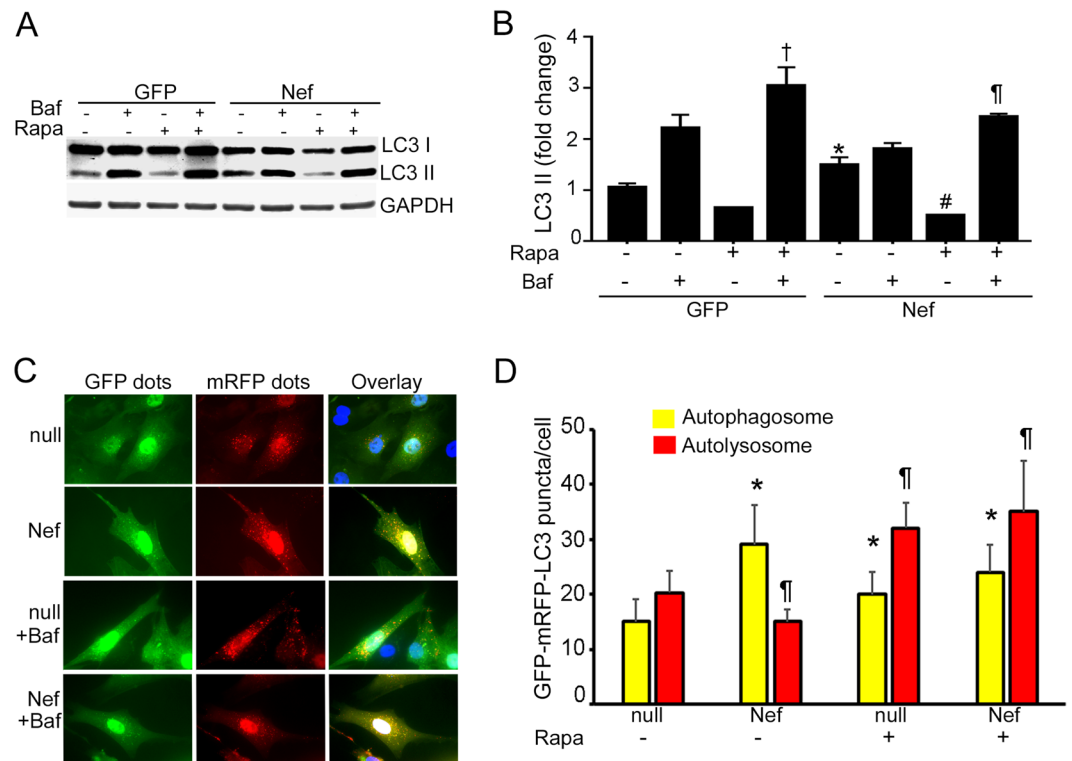 A
GFP Nef
Baf - + - + - + - +
Rapa - - + + - - + +
LC3 I
LC3 II
GAPDH
B
LC3 II (fold change)
4
3
2
1
0
†
¶
*
#
Rapa - - + + - - + +
Baf - + - + - + - +
GFP Nef
C
GFP dots mRFP dots Overlay
null
Nef
null
+Baf
Nef
+Baf
D
GFP-mRFP-LC3 puncta/cell
Autophagosome
Autolysosome
50
40
30
20
10
0
* ¶ * ¶ * ¶
null Nef null Nef
Rapa - - + +